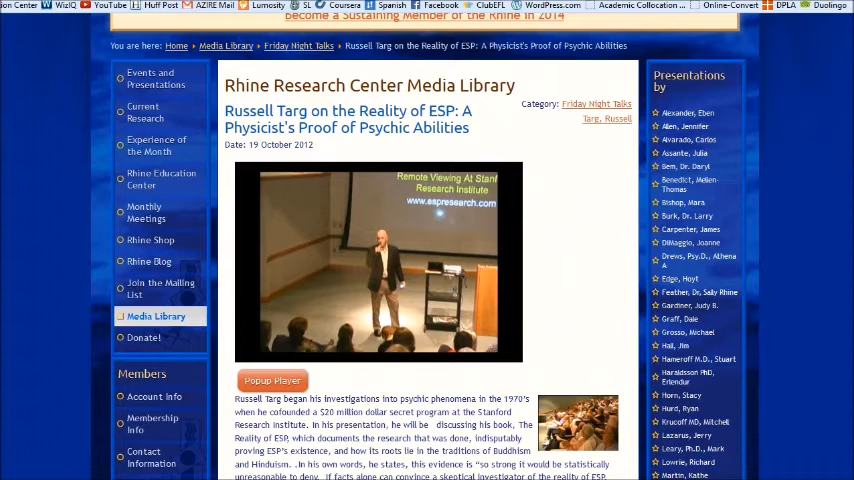 on Center WizIQ YouTube Huff Post AZIRE Mail Lumosity SL Coursera Spanish Facebook ClubEFL WordPress.com Academic Collocation ... Online-Convert DPLA Duolingo
become a Sustaining Member of the Rhine in 2014
You are here: Home Media Library Friday Night Talks Russell Targ on the Reality of ESP: A Physicist's Proof of Psychic Abilities
Events and
Presentations
Current
Research
Experience of
the Month
Rhine Education
Center
Monthly
Meetings
Rhine Shop
Rhine Blog
Join the Mailing
List
Media Library
Donate!
Members
Account Info
Membership
Info
Contact
Information
Rhine Research Center Media Library
Russell Targ on the Reality of ESP: A
Physicist's Proof of Psychic Abilities
Date: 19 October 2012
Category: Friday Night Talks
Targ, Russell
Remote Viewing At Stanf
Research Institute
www.espresearch.com
Popup Player
Russell Targ began his investigations into psychic phenomena in the 1970's
when he cofounded a $20 million dollar secret program at the Stanford
Research Institute. In his presentation, he will be discussing his book, The
Reality of ESP, which documents the research that was done, indisputably
proving ESP's existence, and how its roots lie in the traditions of Buddhism
and Hinduism. .In his own words, he states, this evidence is "so strong it would be statistically
unreasonable to deny. If facts alone can convince a skeptical investigator of the reality of ESP,
Presentations
by
Alexander, Eben
Allen, Jennifer
Alvarado, Carlos
Assante, Julia
Bem, Dr. Daryl
Benedict, Mellen-
Thomas
Bishop, Mara
Burk, Dr. Larry
Carpenter, James
DiMaggio, Joanne
Drews, Psy.D., Athena
A
Edge, Hoyt
Feather, Dr, Sally Rhine
Gardiner, Judy B.
Graff, Dale
Grosso, Michael
Hall, Jim
Hameroff M.D., Stuart
Haraldsson PhD,
Erlendur
Horn, Stacy
Hurd, Ryan
Krucoff MD, Mitchell
Lazarus, Jerry
Leary, Ph.D., Mark
Lowrie, Richard
Martin, Kathe